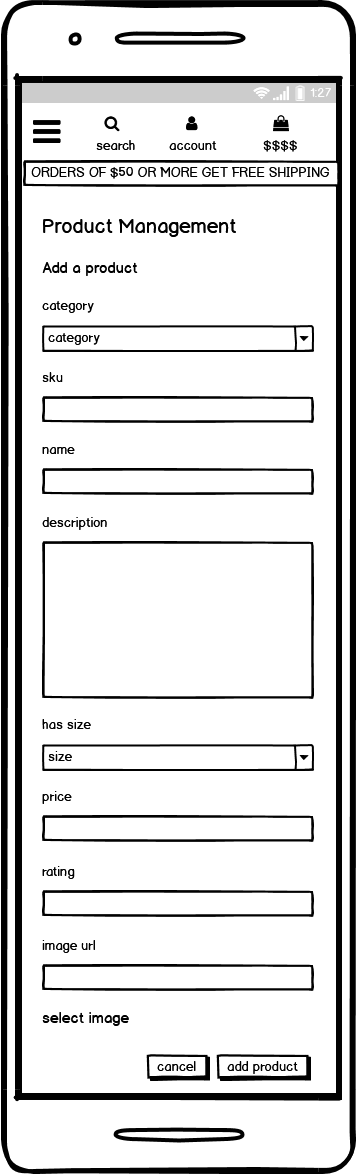 1:27
search account $$$$
ORDERS OF $50 OR MORE GET FREE SHIPPING
Product Management
Add a product
category
category
sku
name
description
has size
size
price
rating
image url
select image
cancel add product